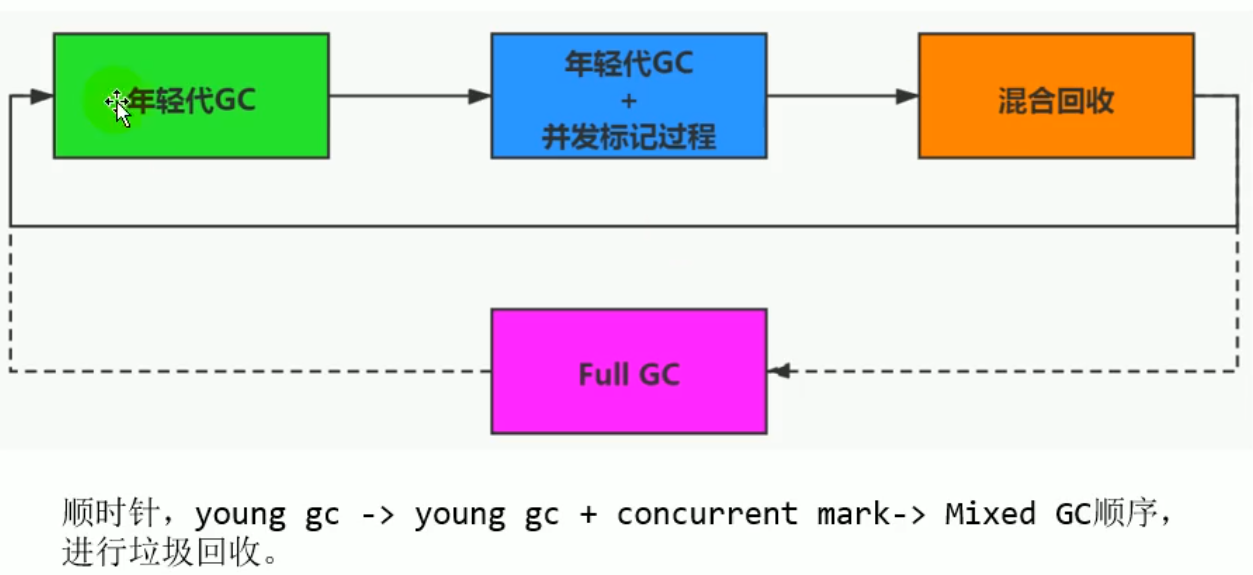 年轻代GC
年轻代GC
+
并发标记过程
混合回收
Full GC
顺时针，young gc -> young gc + concurrent mark-> Mixed GC顺序，
进行垃圾回收。